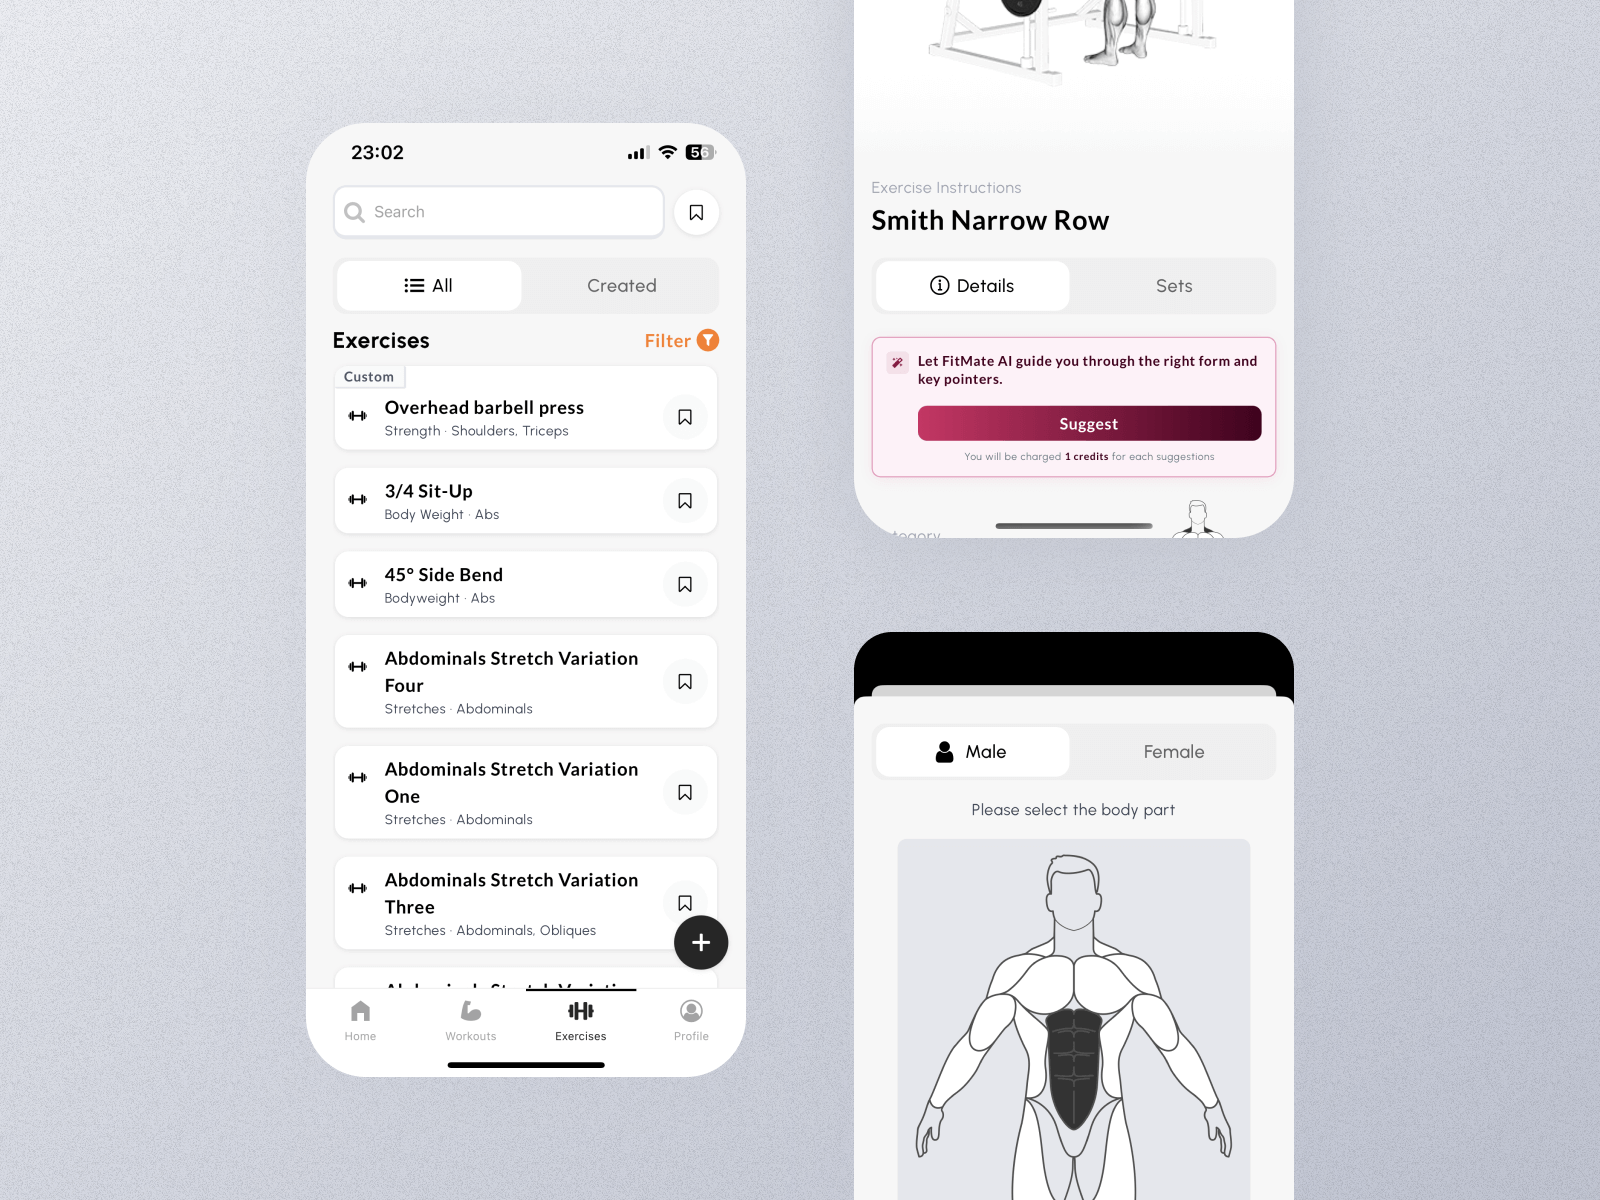 23:02
56
Search
All
Created
Exercises
Filter
Custom
Overhead barbell press
Strength · Shoulders, Triceps
3/4 Sit-Up
Body Weight · Abs
45° Side Bend
Bodyweight · Abs
Abdominals Stretch Variation
Four
Stretches · Abdominals
Abdominals Stretch Variation
One
Stretches · Abdominals
Abdominals Stretch Variation
Three
Stretches · Abdominals, Obliques
Abdominals Stretch Variation
Home
Workouts
Exercises
Profile
Exercise Instructions
Smith Narrow Row
Details
Sets
Let FitMate AI guide you through the right form and
key pointers.
Suggest
You will be charged 1 credits for each suggestions
tegory
Male
Female
Please select the body part